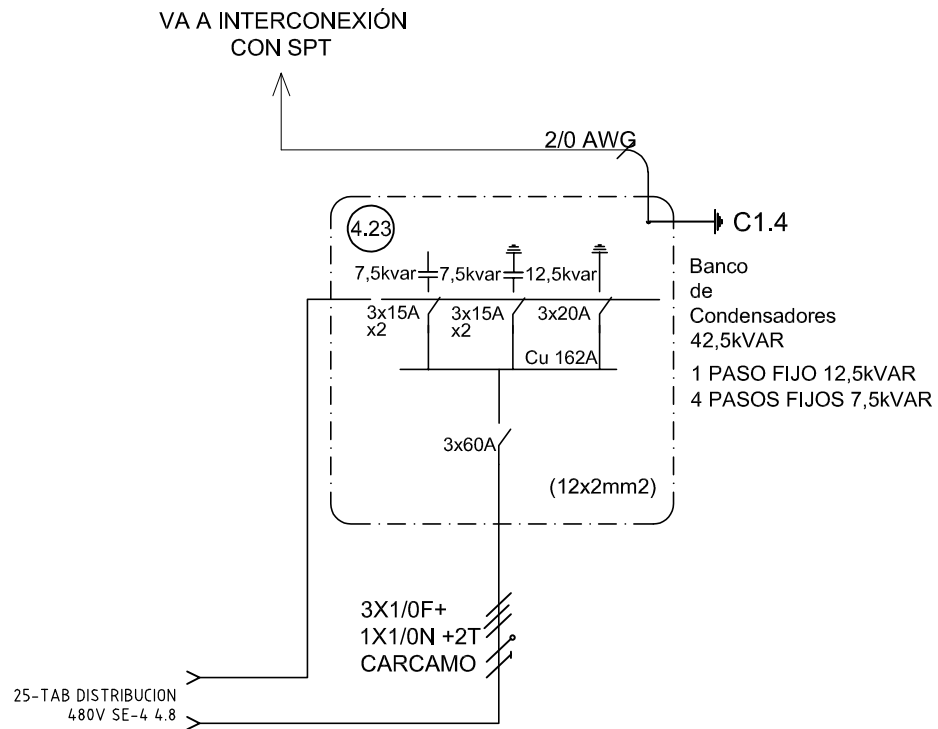 VA A INTERCONEXIÓN
CON SPT
2/0 AWG
C1.4
4.23
7,5kvar 7,5kvar 12,5kvar
3x15A 3x15A 3x20A
x2 x2
Cu 162A
3x60A
(12x2mm2)
Banco
de
Condensadores
42,5kVAR
1 PASO FIJO 12,5kVAR
4 PASOS FIJOS 7,5kVAR
3X1/0F+
1X1/0N +2T
CARCAMO
25-TAB DISTRIBUCION
480V SE-4 4.8